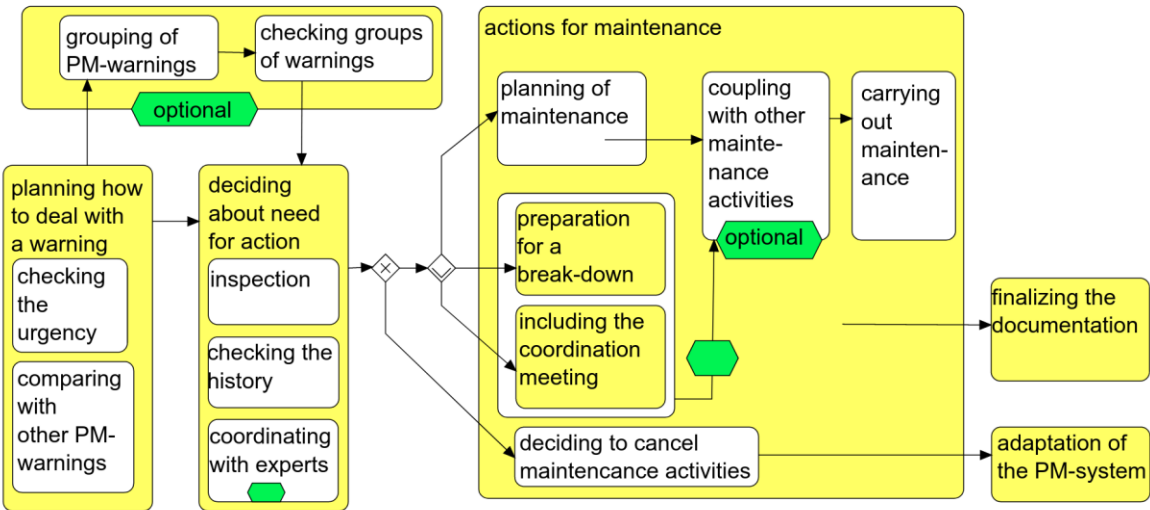 grouping of
PM-warnings
checking groups
of warnings
optional
planning how
to deal with
a warning
checking
the
urgency
comparing
with
other PM-
warnings
deciding
about need
for action
inspection
checking the
history
coordinating
with experts
actions for maintenance
planning of
maintenance
coupling
with other
mainte-
nance
activities
optional
carrying
out
mainten-
ance
preparation
for a
break-down
including the
coordination
meeting
deciding to cancel
maintencance activities
finalizing the
documentation
adaptation of
the PM-system